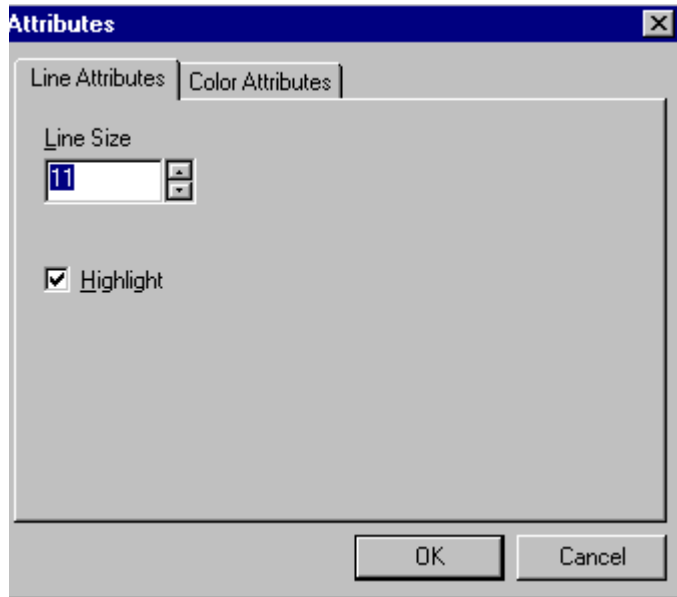 Attributes
Line Attributes Color Attributes
Line Size
11
Highlight
OK Cancel